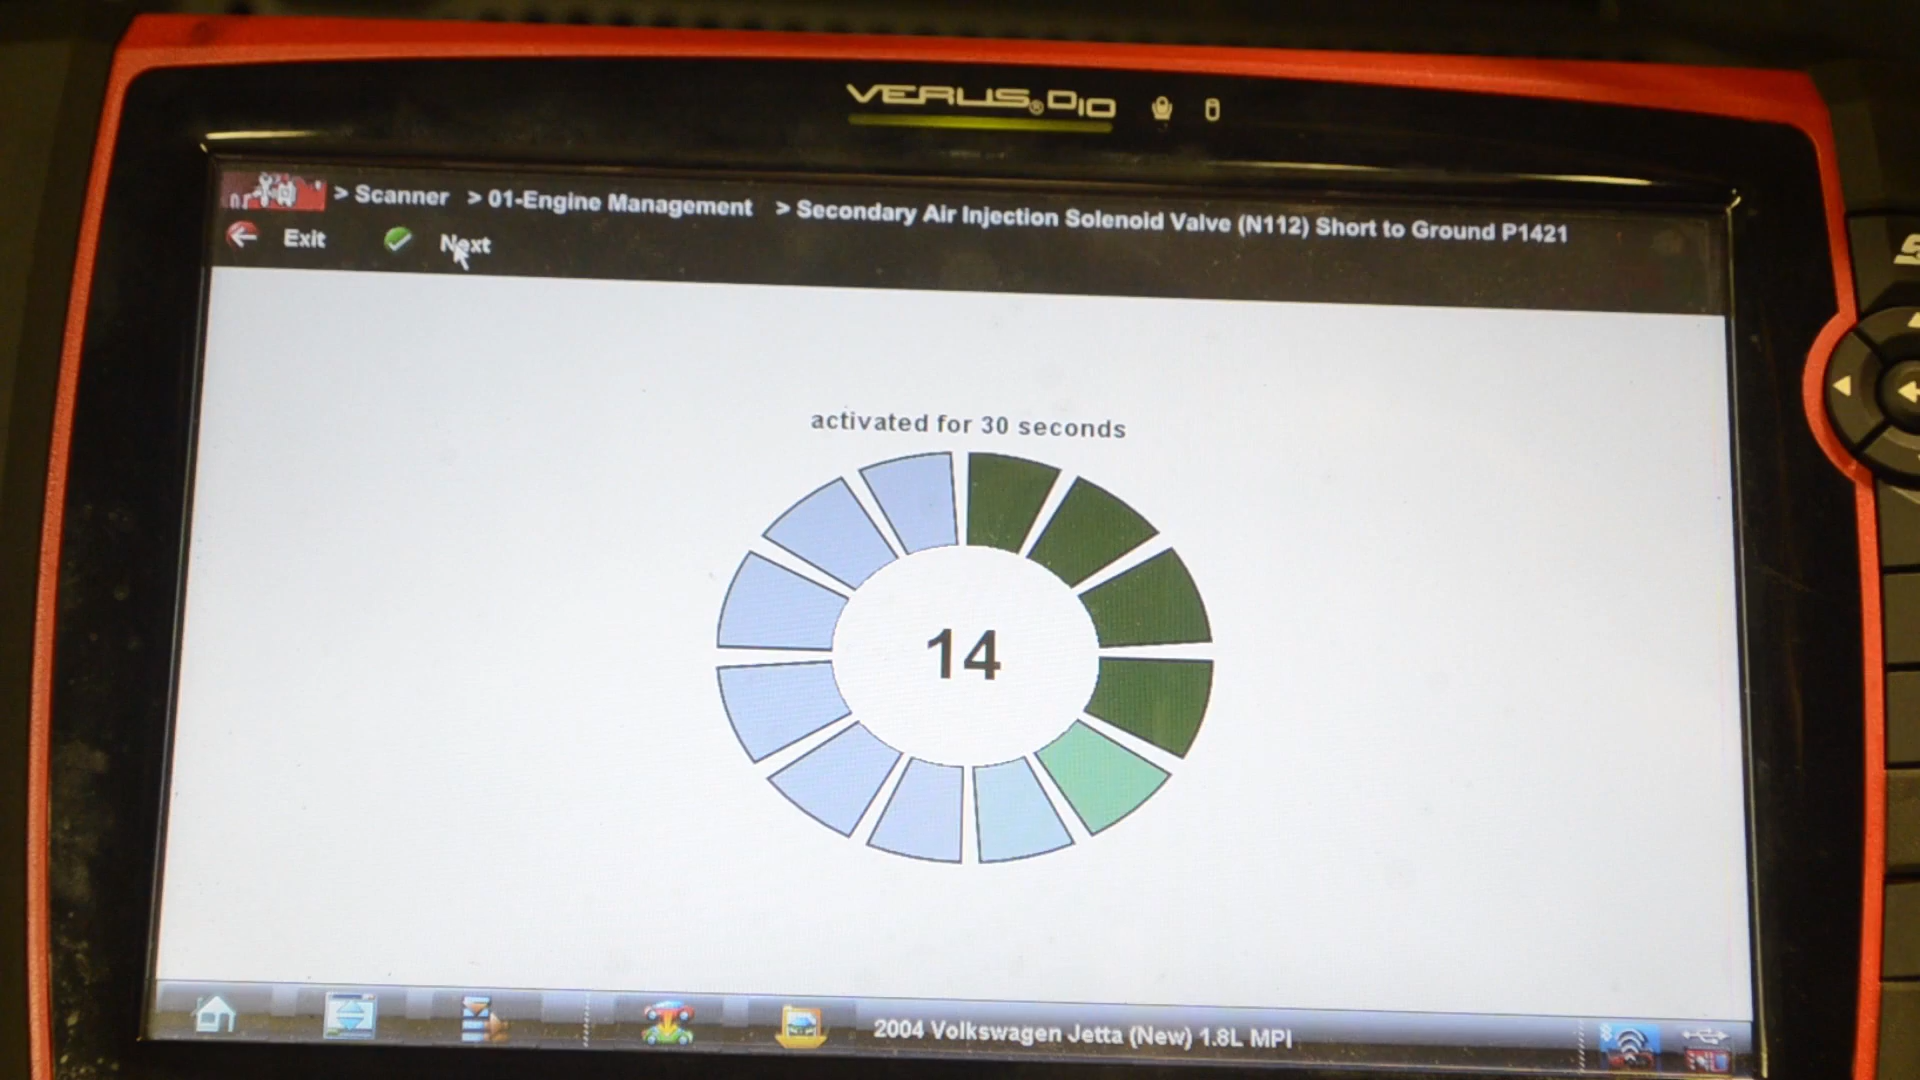 VERUS® D10
> Scanner > 01-Engine Management > Secondary Air Injection Solenoid Valve (N112) Short to Ground P1421
Exit Next
activated for 30 seconds
14
2004 Volkswagen Jetta (New) 1.8L MPI